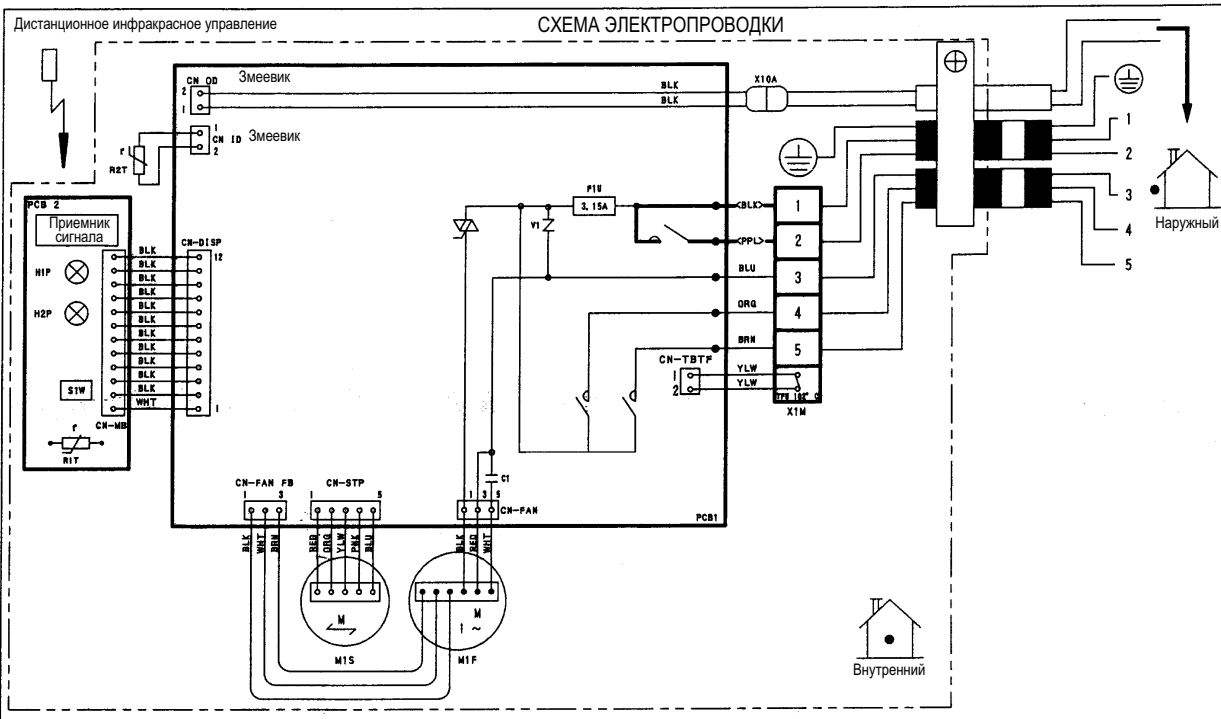 Дистанционное инфракрасное управление
СХЕМА ЭЛЕКТРОПРОВОДКИ
CN OD
Змеевик
2
1
BLK
BLK
X10A
1
CN ID
Змеевик
2
r
R2T
PCB 2
Приемник
сигнала
H1P
H2P
S1W
r
R1T
CN-MB
CN-DISP
12
BLK
BLK
BLK
BLK
BLK
BLK
BLK
BLK
BLK
BLK
BLK
WHT
1
F1U
3.15A
V1
<BLK>
1
<PPL>
2
BLU
3
ORG
4
BRN
5
CN-TBTF
1
2
YLW
YLW
X1M
1
2
3
4
5
Наружный
C1
CN-FAN FB
1
3
CN-STP
1
5
1
3
5
CN-FAN
PCB1
BLK
WHT
BRN
RED
ORG
YLW
PNK
BLU
BLK
RED
WHT
M
M1S
M
1 ~
M1F
Внутренний